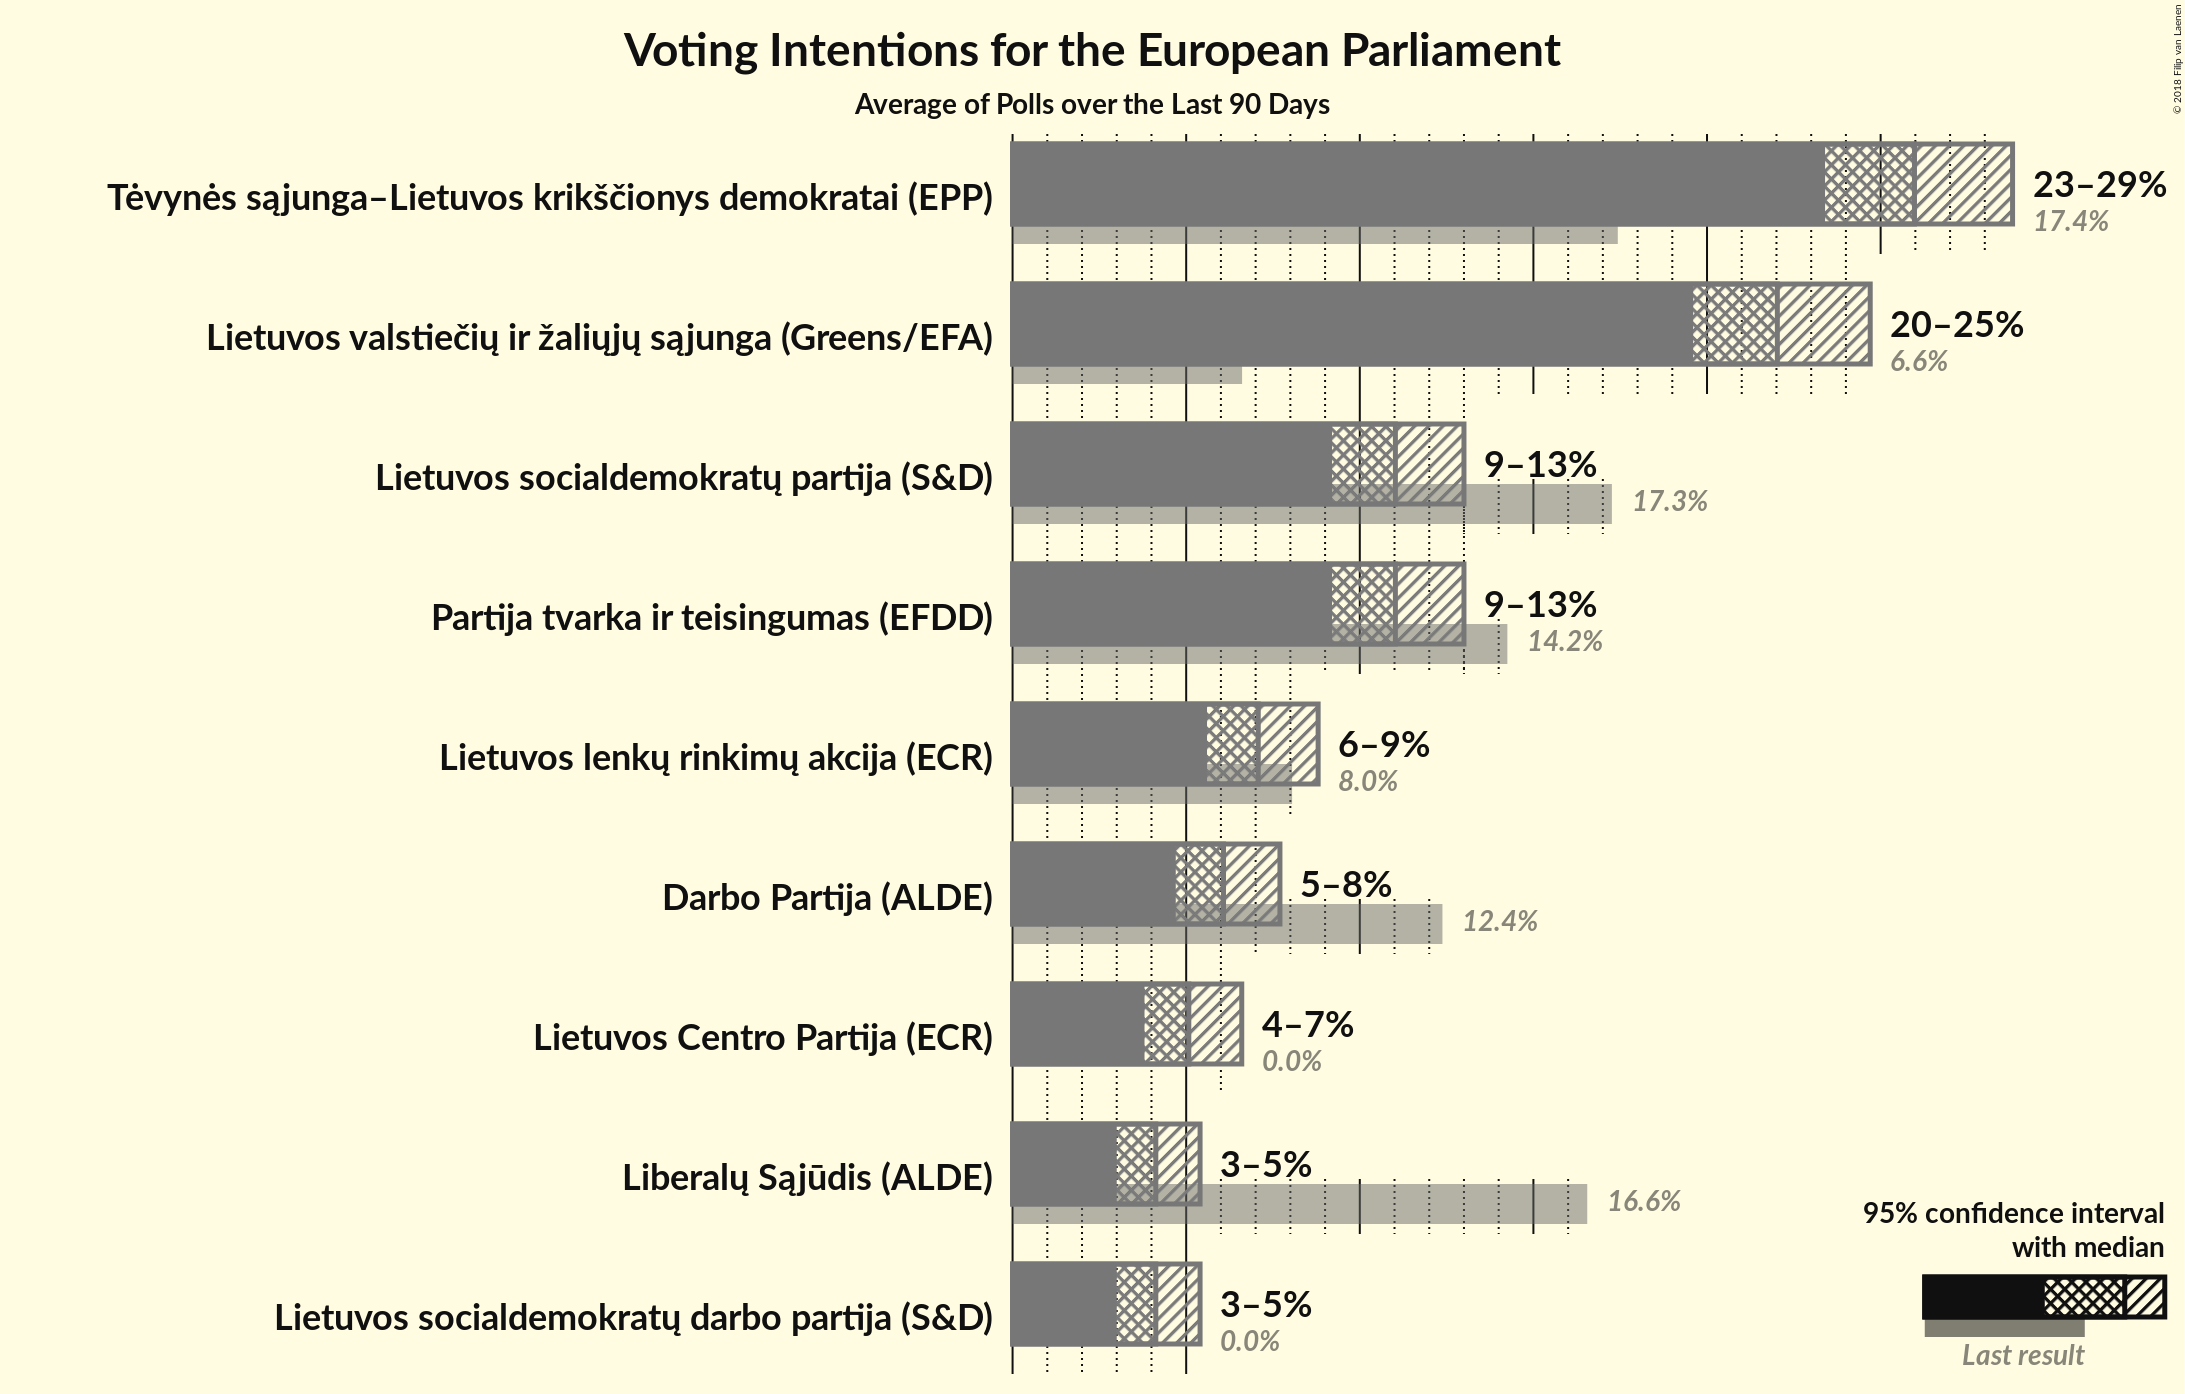 Voting Intentions for the European Parliament
Average of Polls over the Last 90 Days
© 2018 Filip van Laenen
Tėvynės sąjunga–Lietuvos krikščionys demokratai (EPP)
23–29%
17.4%
Lietuvos valstiečių ir žaliųjų sąjunga (Greens/EFA)
20–25%
6.6%
Lietuvos socialdemokratų partija (S&D)
9–13%
17.3%
Partija tvarka ir teisingumas (EFDD)
9–13%
14.2%
Lietuvos lenkų rinkimų akcija (ECR)
6–9%
8.0%
Darbo Partija (ALDE)
5–8%
12.4%
Lietuvos Centro Partija (ECR)
4–7%
0.0%
Liberalų Sąjūdis (ALDE)
3–5%
16.6%
Lietuvos socialdemokratų darbo partija (S&D)
3–5%
0.0%
95% confidence interval
with median
Last result